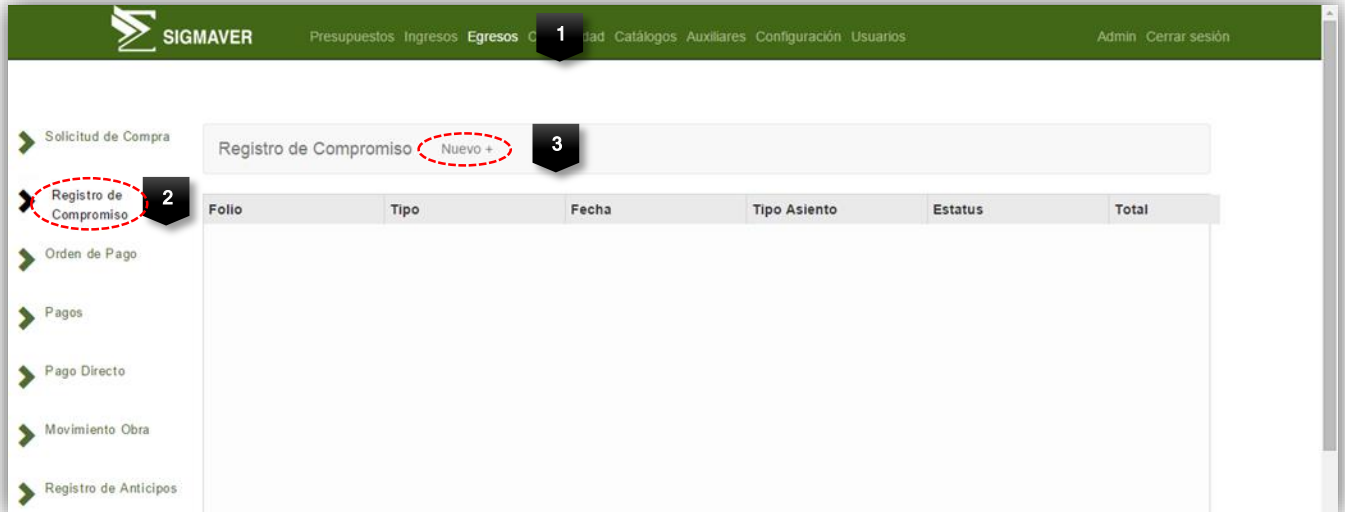 SIGMAVER
Presupuestos Ingresos Egresos dad Catálogos Auxiliares Configuración Usuarios
Admin Cerrar sesión
1
Solicitud de Compra
Registro de
Compromiso
2
Orden de Pago
Pagos
Pago Directo
Movimiento Obra
Registro de Anticipos
Registro de Compromiso Nuevo +
3
Folio Tipo Fecha Tipo Asiento Estatus Total